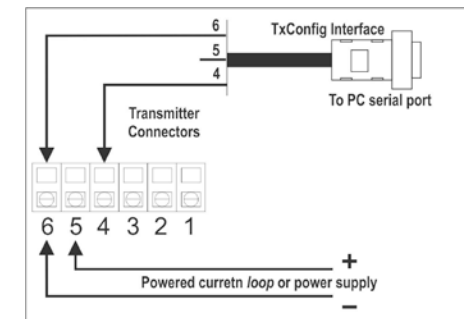 6
TxConfig Interface
5
4
To PC serial port
Transmitter
Connectors
6 5 4 3 2 1
+
Powered curretn loop or power supply
–